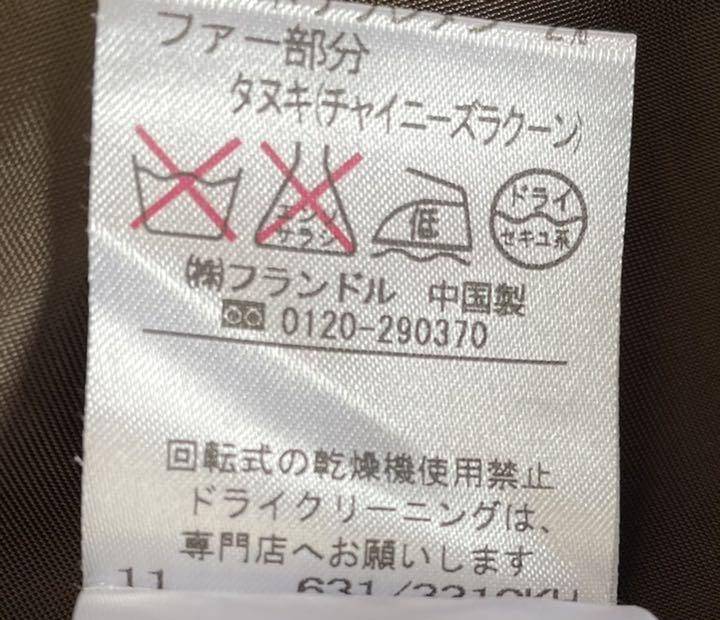 ファー部分
タヌキ(チャイニーズラクーン)
エンソ
サラシ
低
ドライ
セキユ系
㈱フランドル 中国製
0120-290370
回転式の乾燥機使用禁止
ドライクリーニングは、
専門店へお願いします
11